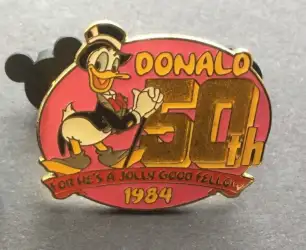 DONALD
50th
FOR HE'S A JOLLY GOOD FELLOW
1984